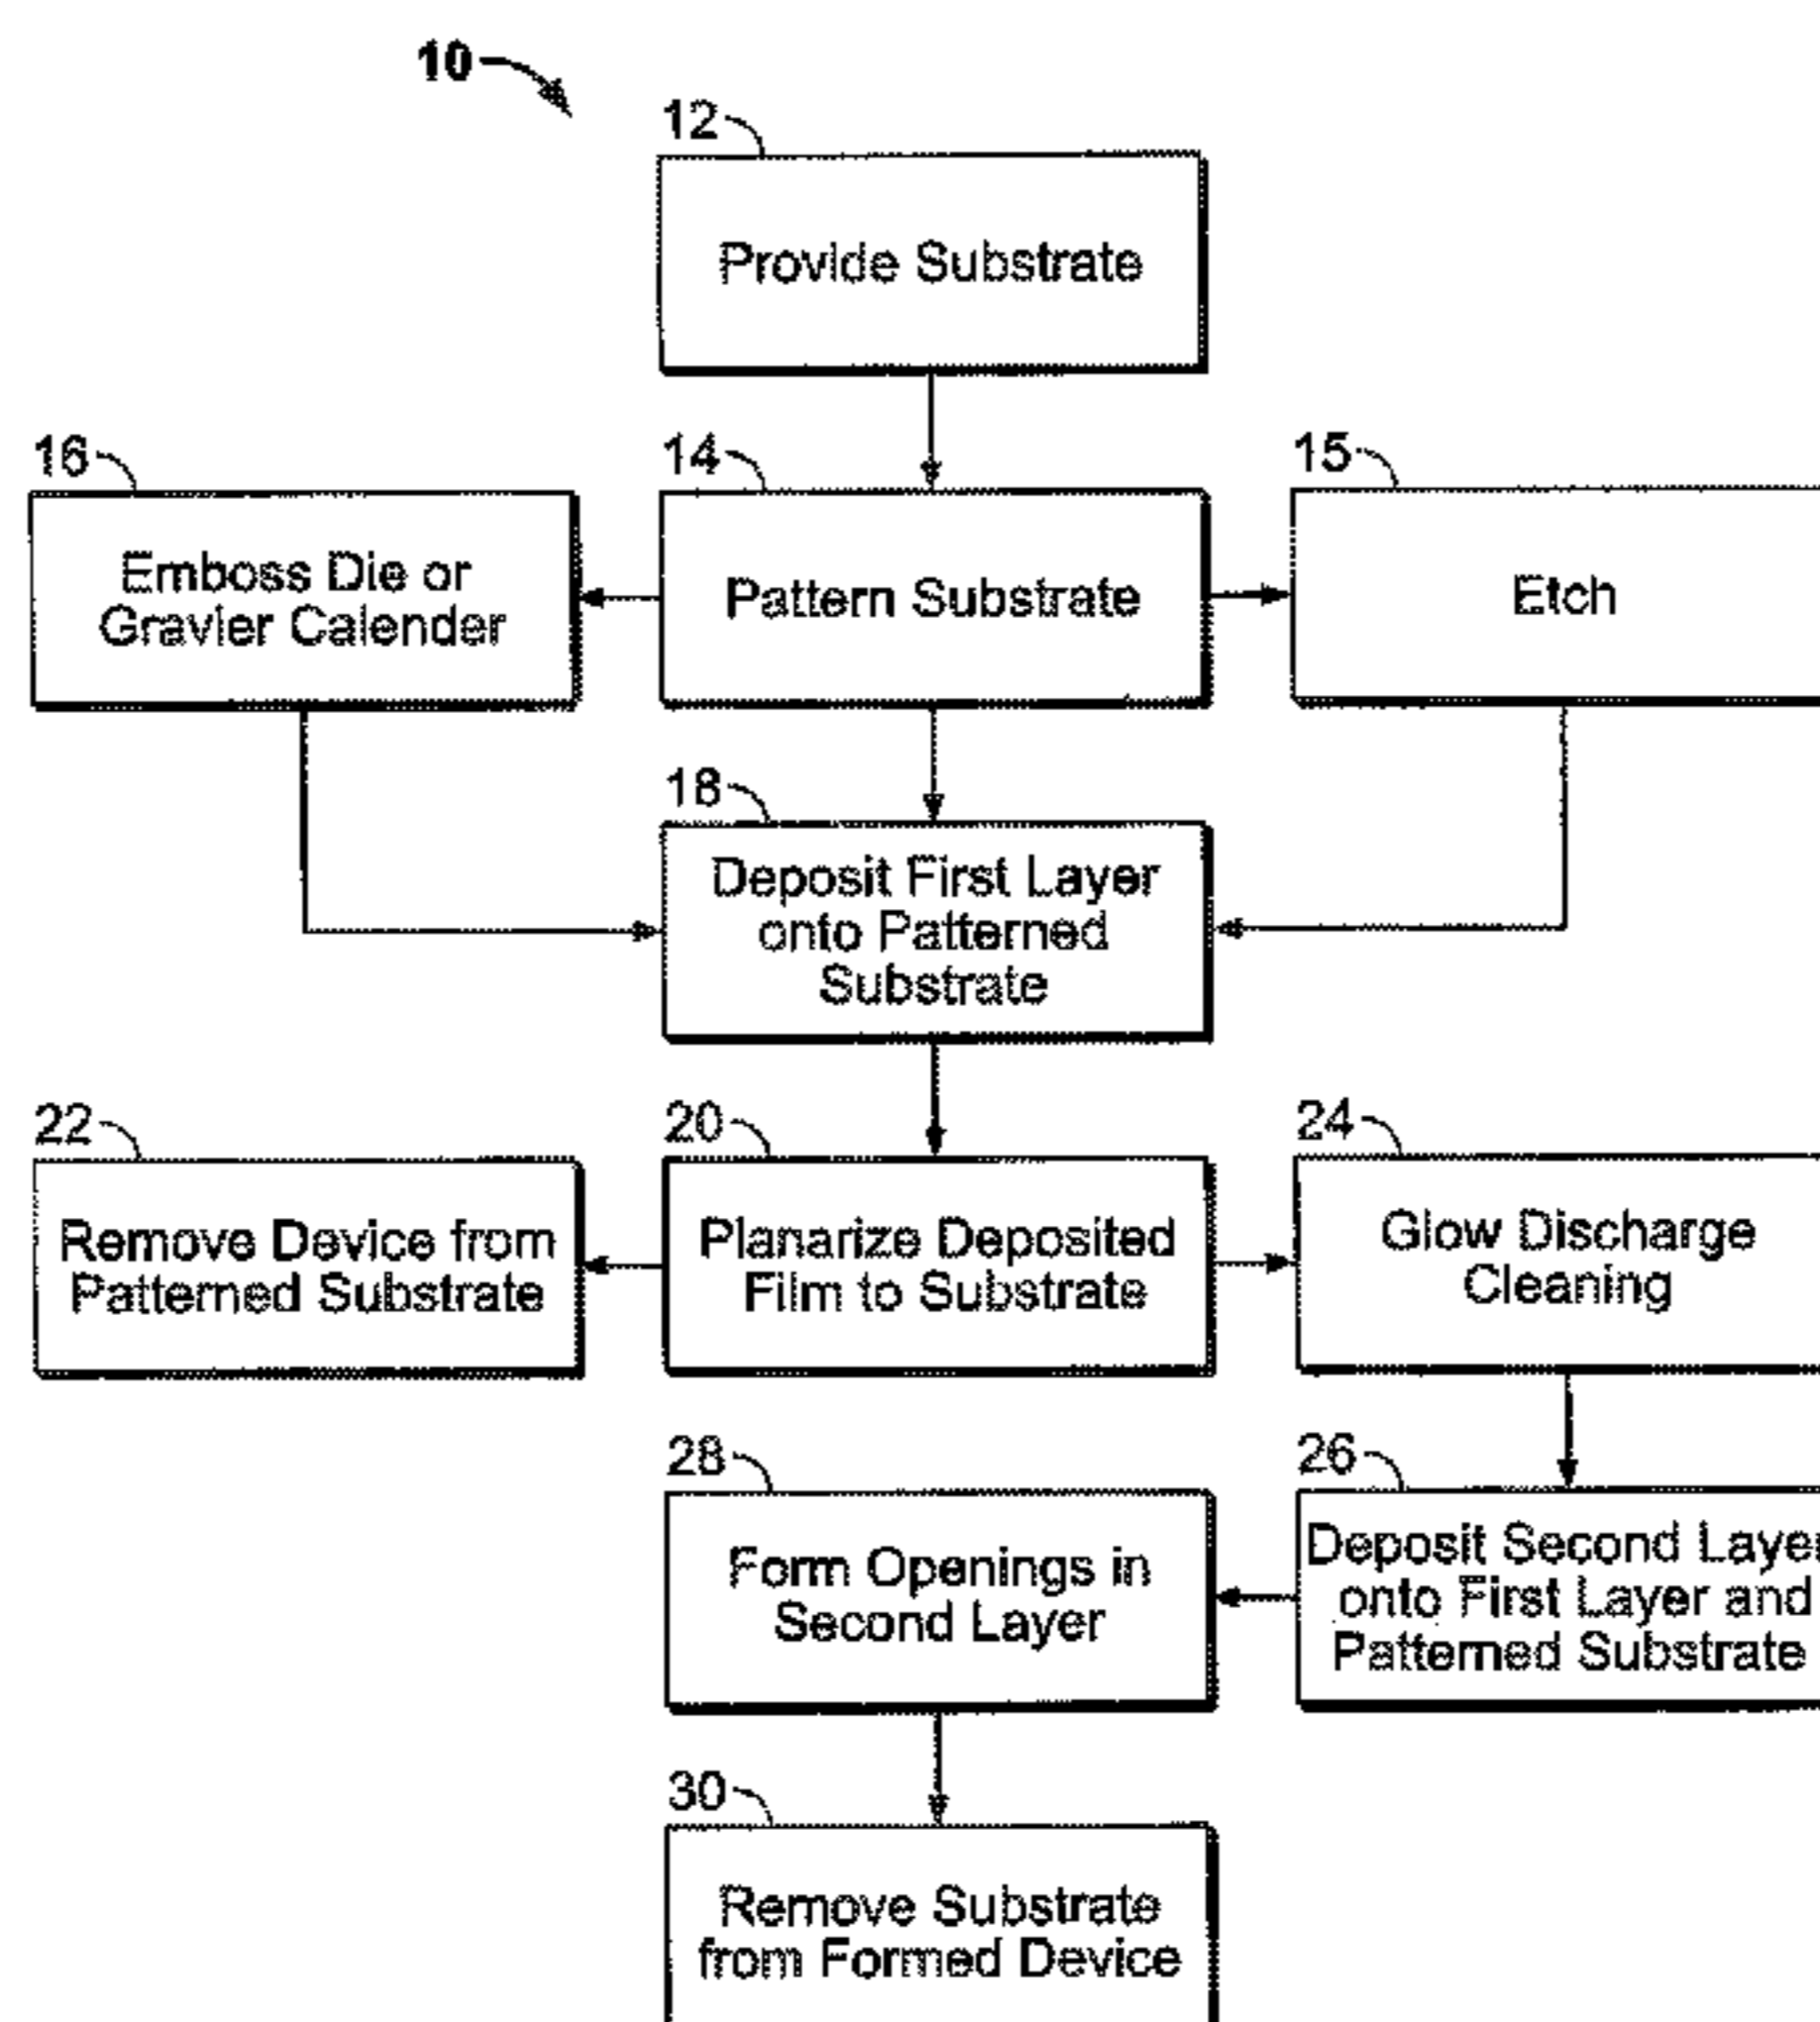 10
12
Provide Substrate
16
14
15
Emboss Die or
Gravier Calender
Pattern Substrate
Etch
18
Deposit First Layer
onto Patterned
Substrate
22
20
24
Remove Device from
Patterned Substrate
Planarize Deposited
Film to Substrate
Glow Discharge
Cleaning
28
26
Form Openings in
Second Layer
Deposit Second Layer
onto First Layer and
Patterned Substrate
30
Remove Substrate
from Formed Device